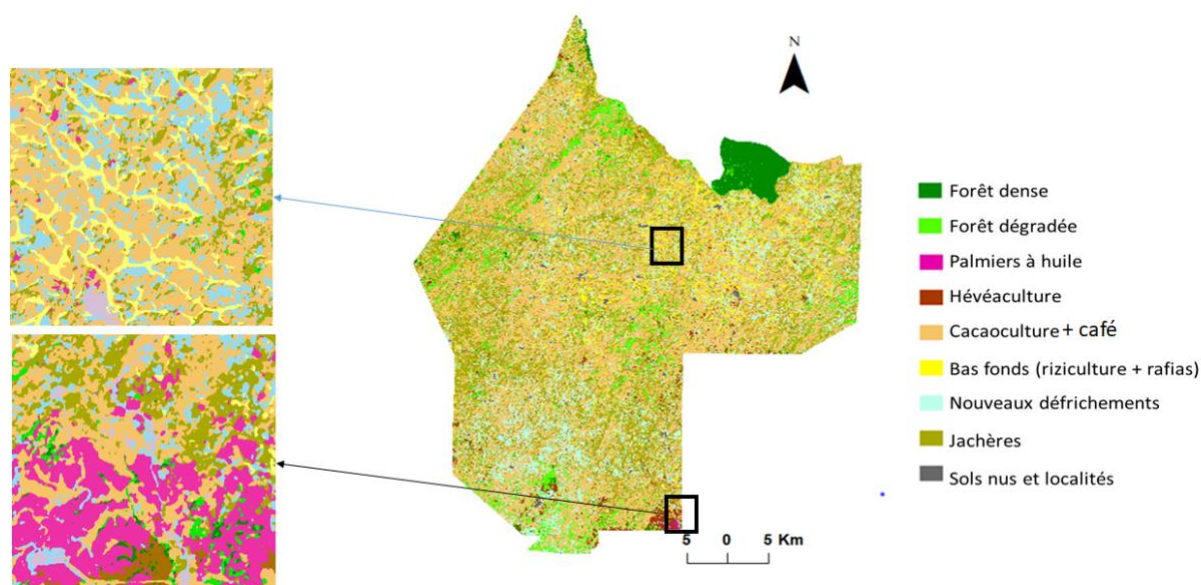 N
Forêt dense
Forêt dégradée
Palmiers à huile
Hévéaculture
Cacaoculture + café
Bas fonds (riziculture + rafias)
Nouveaux défrichements
Jachères
Sols nus et localités
5 0 5 Km